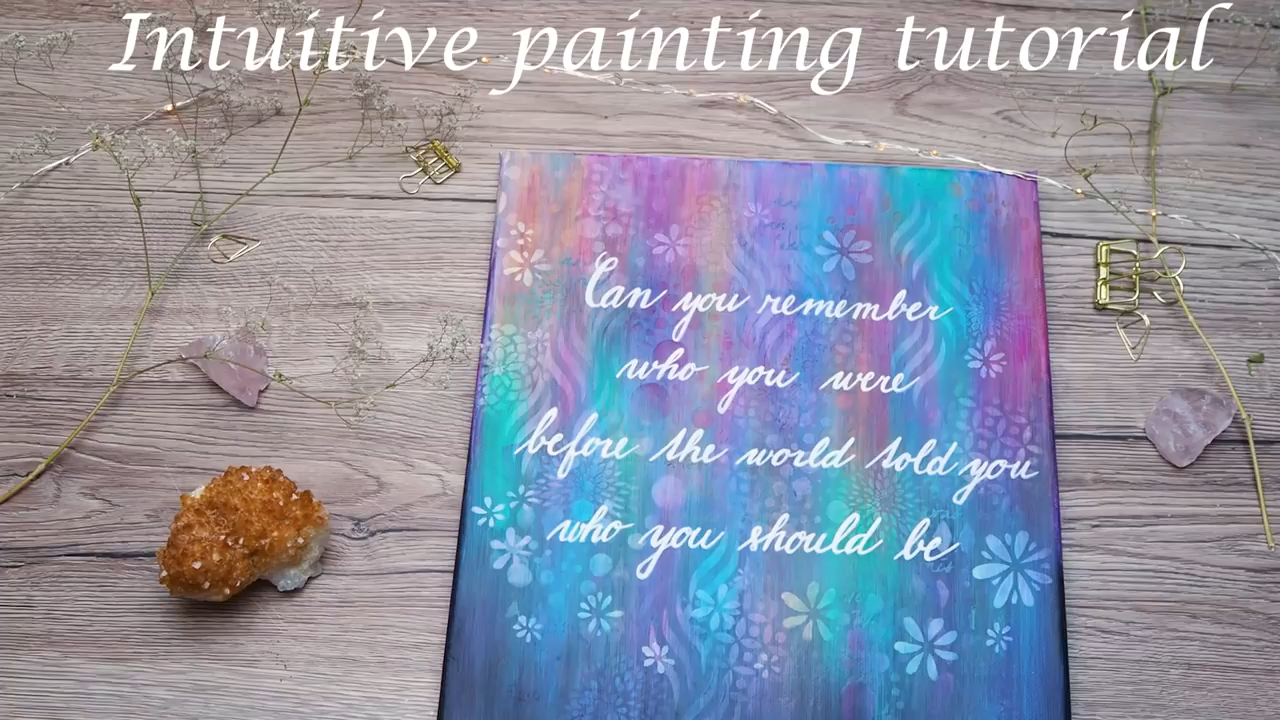 Intuitive painting tutorial
Can you remember
who you were
before the world told you
who you should be